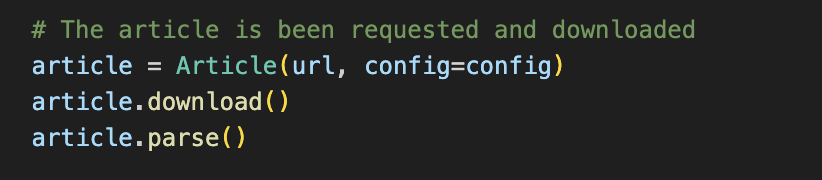 # The article is been requested and downloaded
article = Article(url, config=config)
article.download()
article.parse()